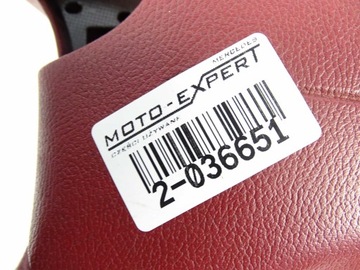 MERCEDES
MOTO-EXPERT
CZĘŚCI UŻYWANE
2-036651